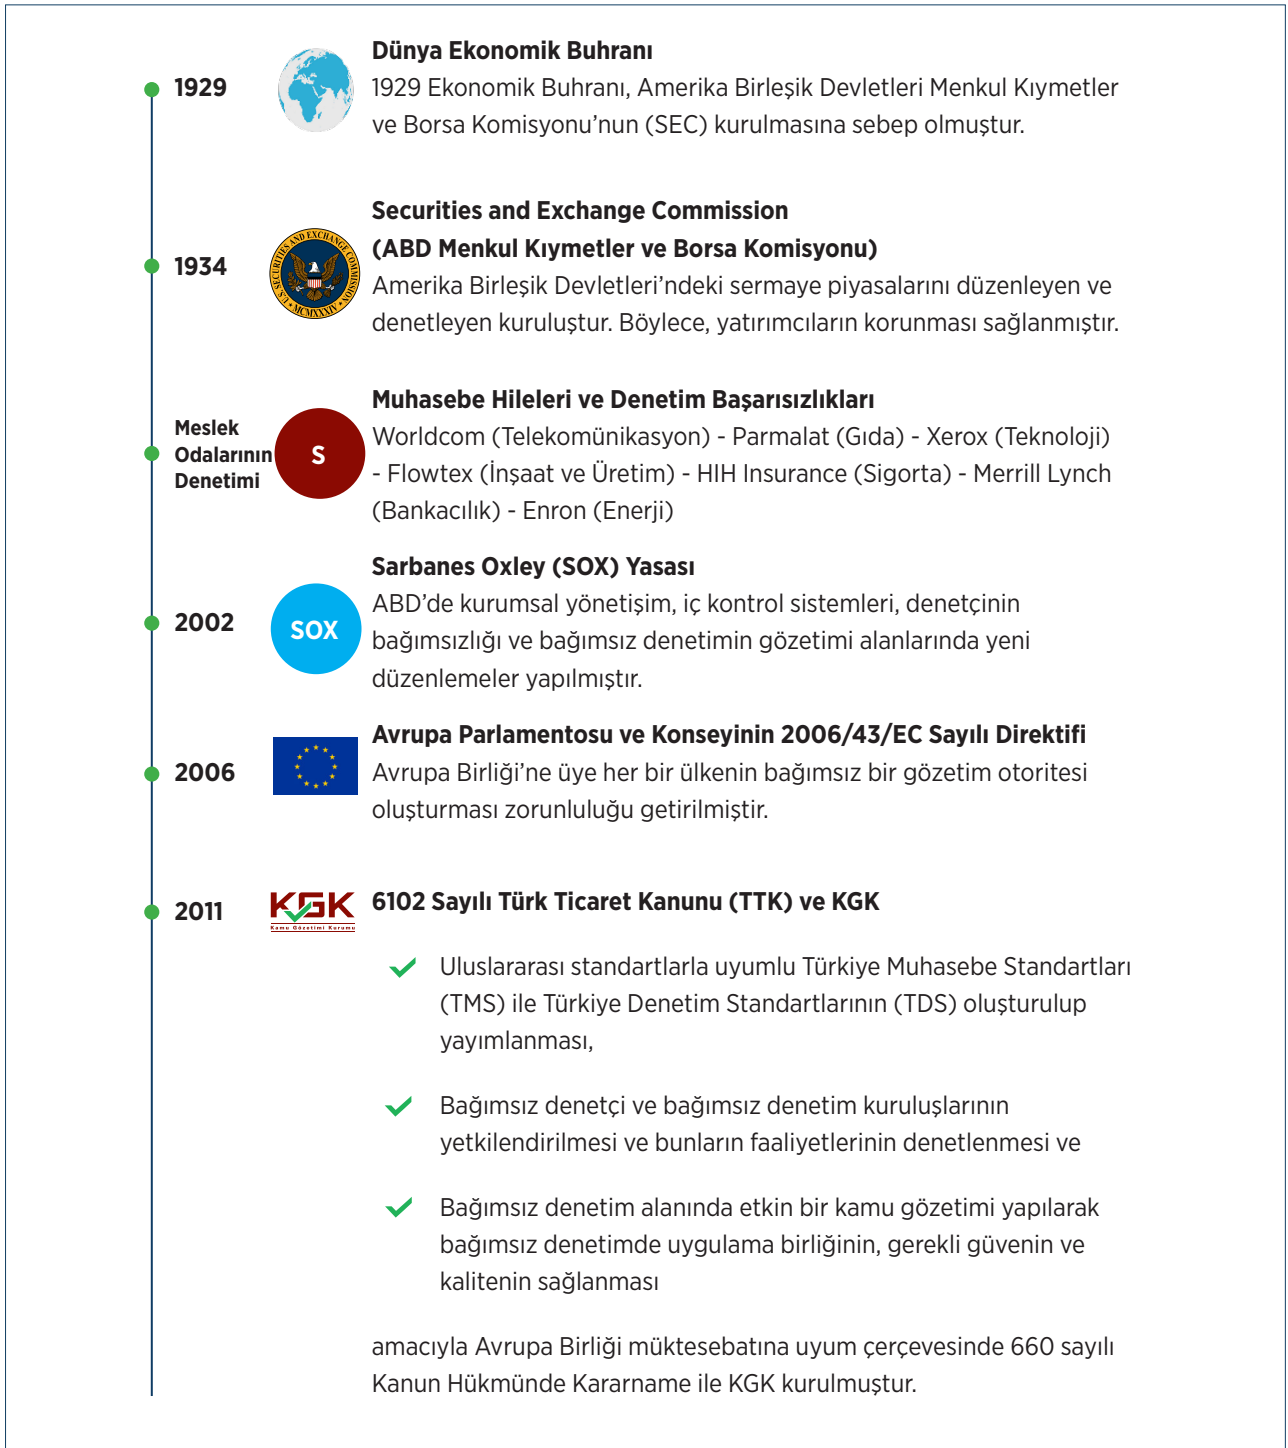 Dünya Ekonomik Buhranı
1929
1929 Ekonomik Buhranı, Amerika Birleşik Devletleri Menkul Kıymetler
ve Borsa Komisyonu’nun (SEC) kurulmasına sebep olmuştur.
Securities and Exchange Commission
(ABD Menkul Kıymetler ve Borsa Komisyonu)
1934
U.S. SECURITIES AND EXCHANGE COMMISSION
MCMXXXIV
Amerika Birleşik Devletleri’ndeki sermaye piyasalarını düzenleyen ve
denetleyen kuruluştur. Böylece, yatırımcıların korunması sağlanmıştır.
Muhasebe Hileleri ve Denetim Başarısızlıkları
Meslek
Odalarının
Denetimi
S
Worldcom (Telekomünikasyon) - Parmalat (Gıda) - Xerox (Teknoloji)
- Flowtex (İnşaat ve Üretim) - HIH Insurance (Sigorta) - Merrill Lynch
(Bankacılık) - Enron (Enerji)
Sarbanes Oxley (SOX) Yasası
2002
SOX
ABD’de kurumsal yönetişim, iç kontrol sistemleri, denetçinin
bağımsızlığı ve bağımsız denetimin gözetimi alanlarında yeni
düzenlemeler yapılmıştır.
Avrupa Parlamentosu ve Konseyinin 2006/43/EC Sayılı Direktifi
2006
Avrupa Birliği’ne üye her bir ülkenin bağımsız bir gözetim otoritesi
oluşturması zorunluluğu getirilmiştir.
2011
KGK
Kamu Gözetimi Kurumu
6102 Sayılı Türk Ticaret Kanunu (TTK) ve KGK
Uluslararası standartlarla uyumlu Türkiye Muhasebe Standartları
(TMS) ile Türkiye Denetim Standartlarının (TDS) oluşturulup
yayımlanması,
Bağımsız denetçi ve bağımsız denetim kuruluşlarının
yetkilendirilmesi ve bunların faaliyetlerinin denetlenmesi ve
Bağımsız denetim alanında etkin bir kamu gözetimi yapılarak
bağımsız denetimde uygulama birliğinin, gerekli güvenin ve
kalitenin sağlanması
amacıyla Avrupa Birliği müktesebatına uyum çerçevesinde 660 sayılı
Kanun Hükmünde Kararname ile KGK kurulmuştur.